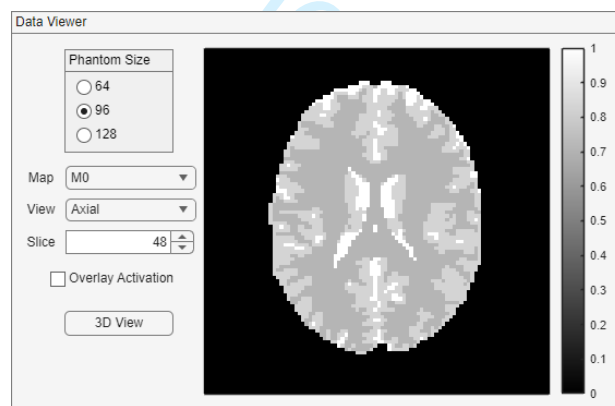 Data Viewer
Phantom Size
64
96
128
Map M0
View Axial
Slice 48
Overlay Activation
3D View
1
0.9
0.8
0.7
0.6
0.5
0.4
0.3
0.2
0.1
0